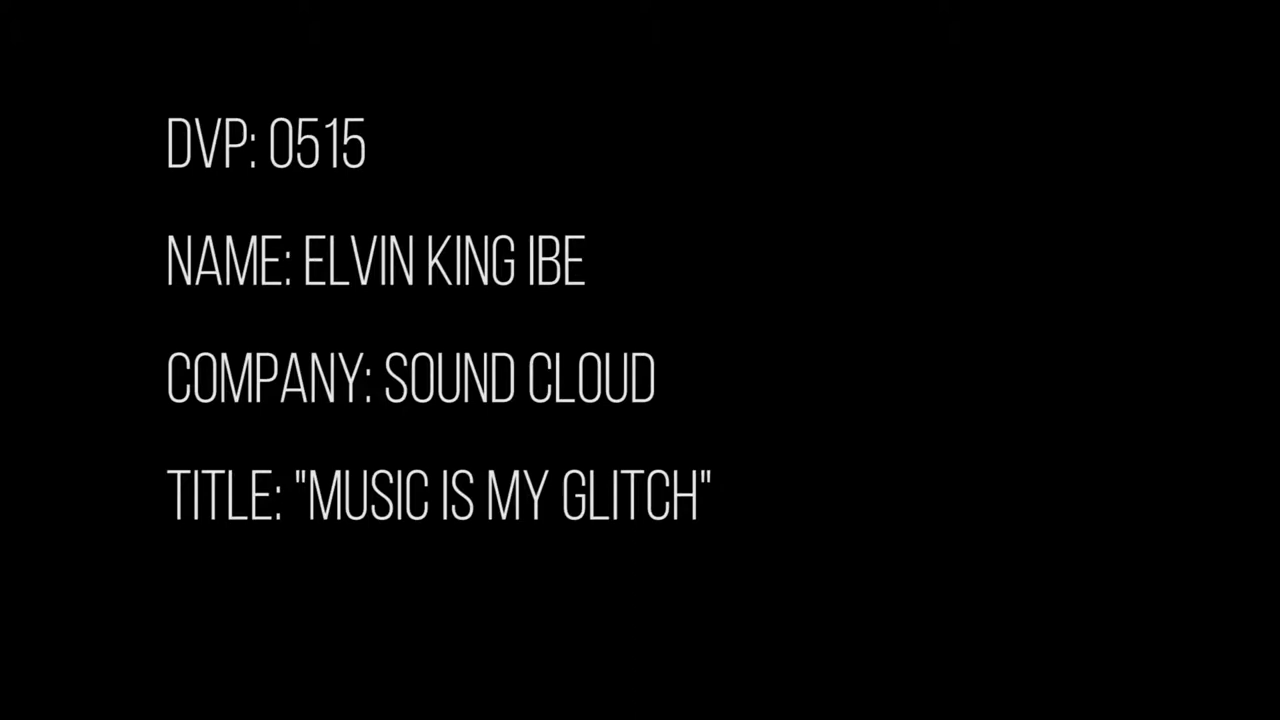 DVP: 0515
NAME: ELVIN KING IBE
COMPANY: SOUND CLOUD
TITLE: "MUSIC IS MY GLITCH"